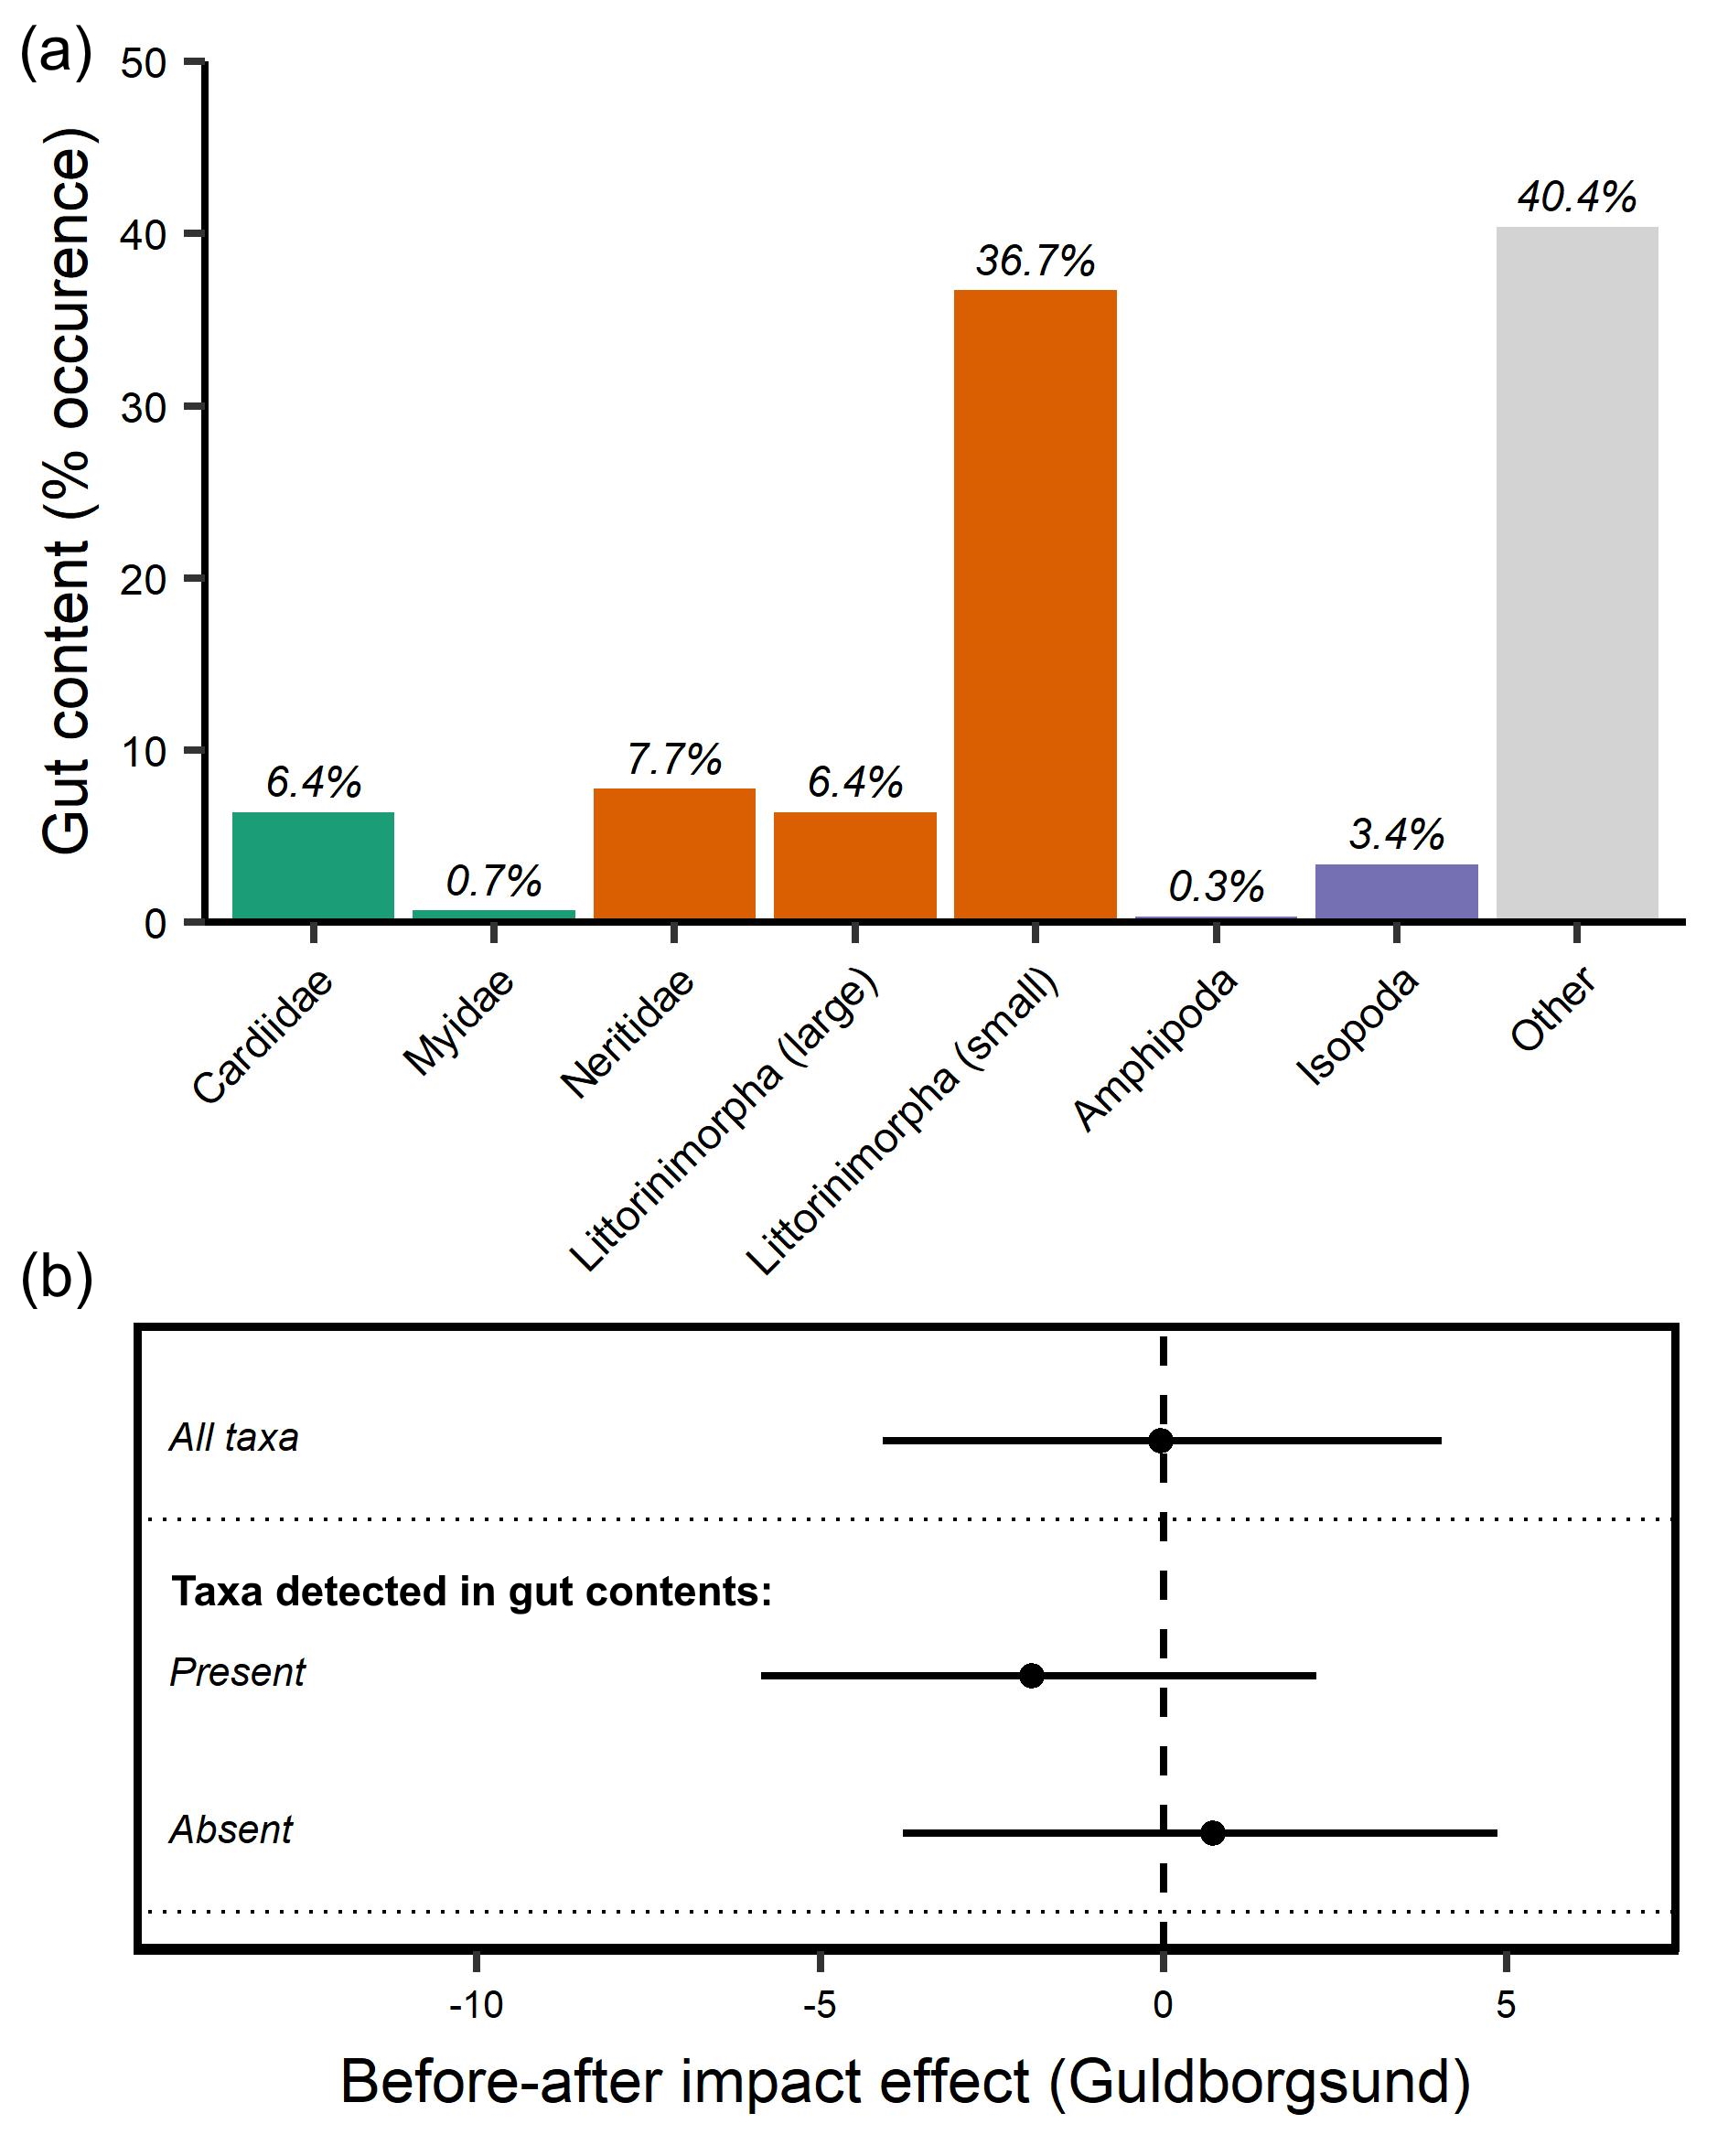 (a)
50
40
30
20
10
0
Gut content (% occurence)
6.4%
0.7%
7.7%
6.4%
36.7%
0.3%
3.4%
40.4%
Cardiidae
Myidae
Neritidae
Littorinimorpha (large)
Littorinimorpha (small)
Amphipoda
Isopoda
Other
(b)
All taxa
Taxa detected in gut contents:
Present
Absent
-10
-5
0
5
Before-after impact effect (Guldborgsund)